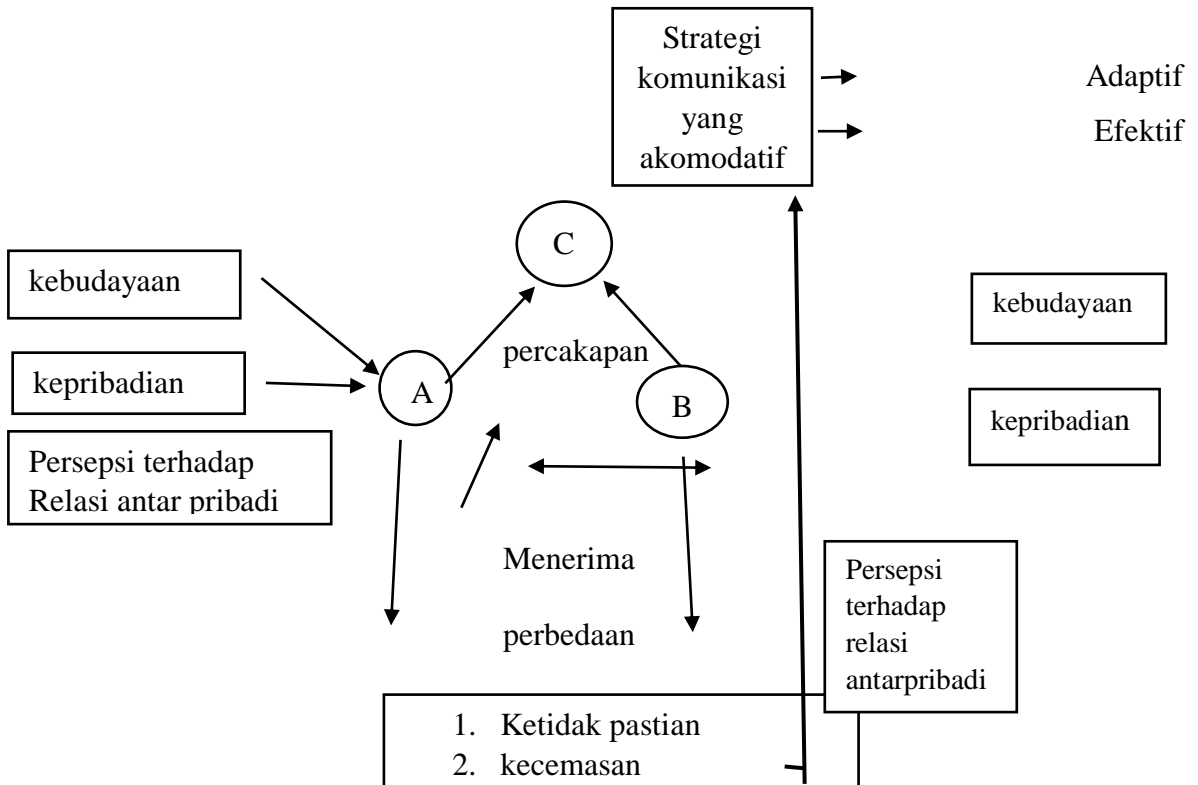 Strategi
komunikasi
yang
akomodatif
Adaptif
Efektif
C
kebudayaan
kebudayaan
percakapan
kepribadian
A
B
kepribadian
Persepsi terhadap
Relasi antar pribadi
Menerima
perbedaan
Persepsi
terhadap
relasi
antarpribadi
1. Ketidak pastian
2. kecemasan